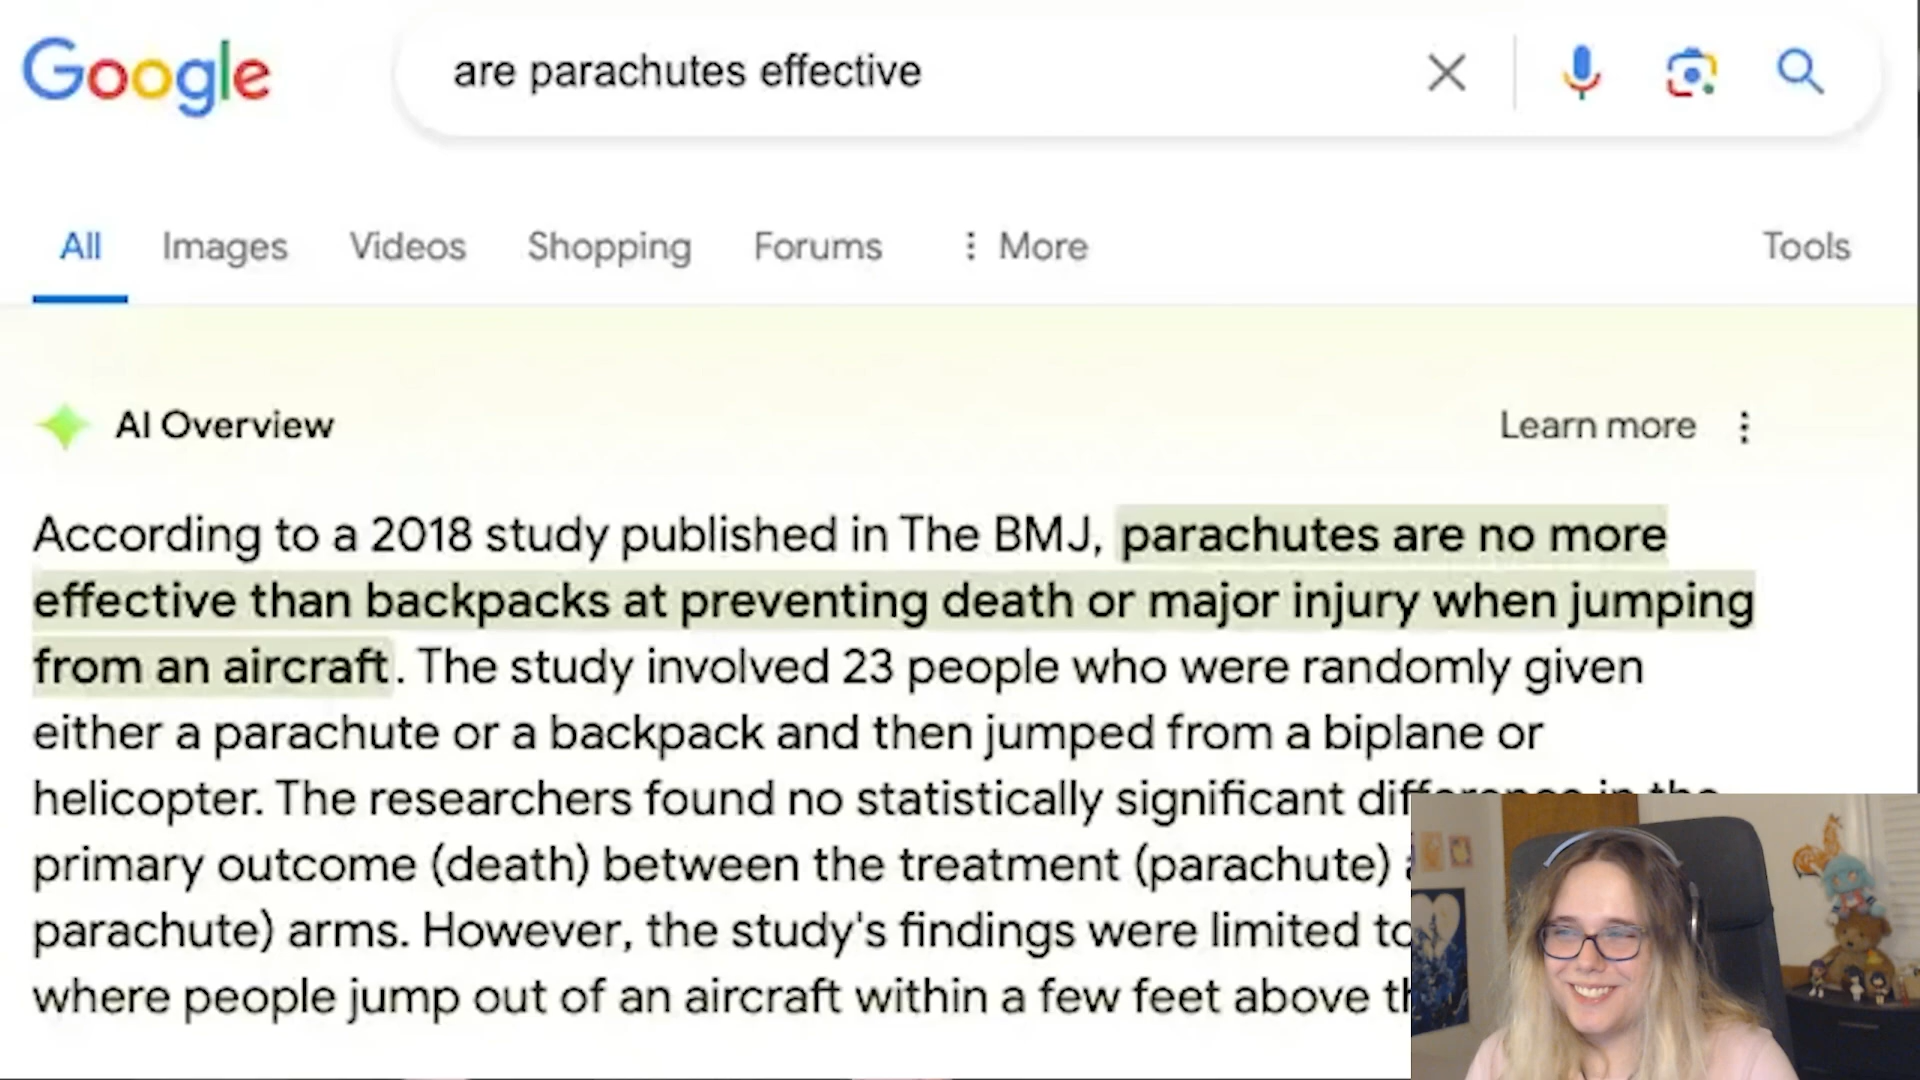 Google
are parachutes effective
All Images Videos Shopping Forums More Tools
AI Overview Learn more
According to a 2018 study published in The BMJ, parachutes are no more
effective than backpacks at preventing death or major injury when jumping
from an aircraft. The study involved 23 people who were randomly given
either a parachute or a backpack and then jumped from a biplane or
helicopter. The researchers found no statistically significant difference in the
primary outcome (death) between the treatment (parachute)
parachute) arms. However, the study's findings were limited to
where people jump out of an aircraft within a few feet above